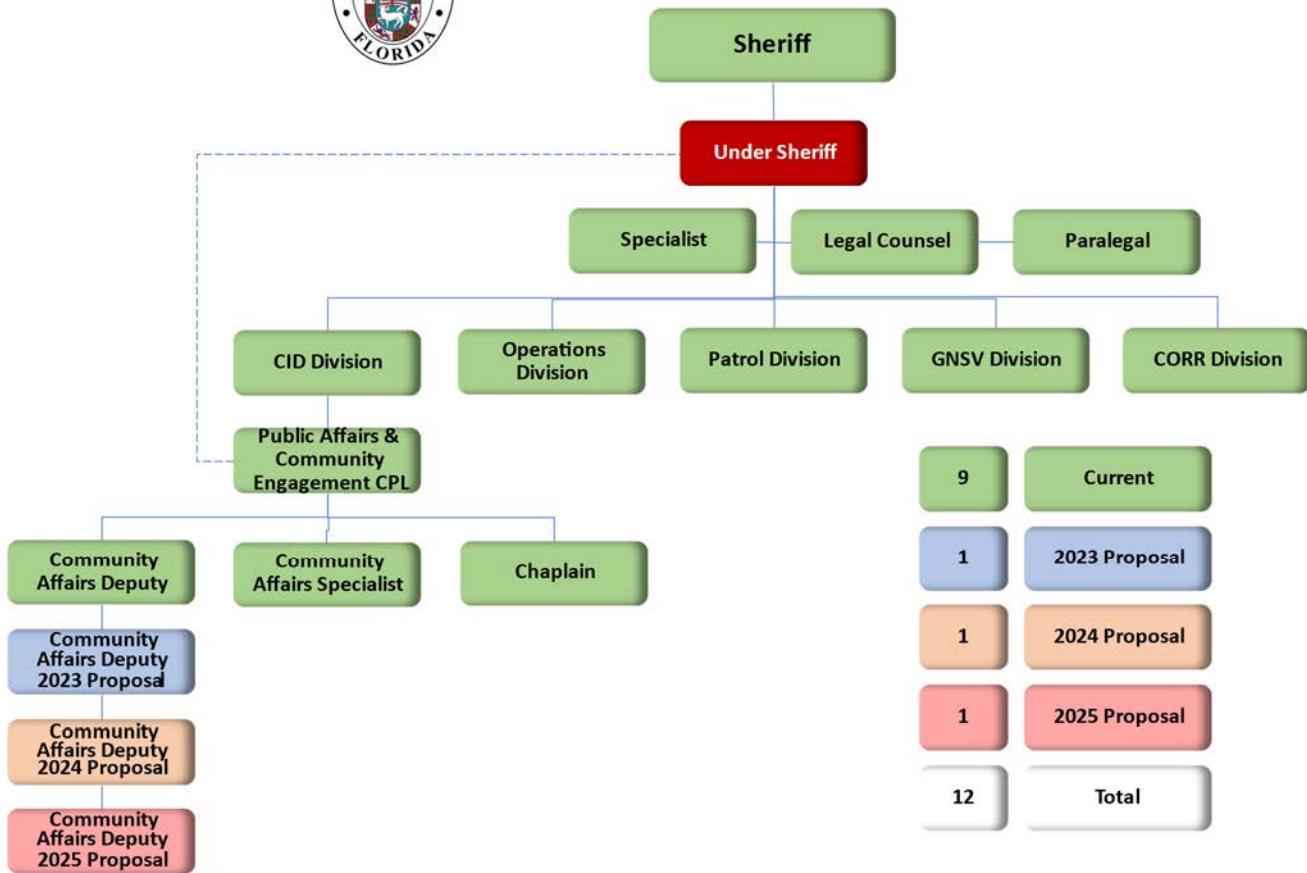 FLORIDA
Sheriff
Under Sheriff
Specialist
Legal Counsel
Paralegal
CID Division
Operations
Division
Patrol Division
GNSV Division
CORR Division
Public Affairs &
Community
Engagement CPL
Community
Affairs Deputy
Community
Affairs Specialist
Chaplain
Community
Affairs Deputy
2023 Proposal
Community
Affairs Deputy
2024 Proposal
Community
Affairs Deputy
2025 Proposal
9 Current
1 2023 Proposal
1 2024 Proposal
1 2025 Proposal
12 Total